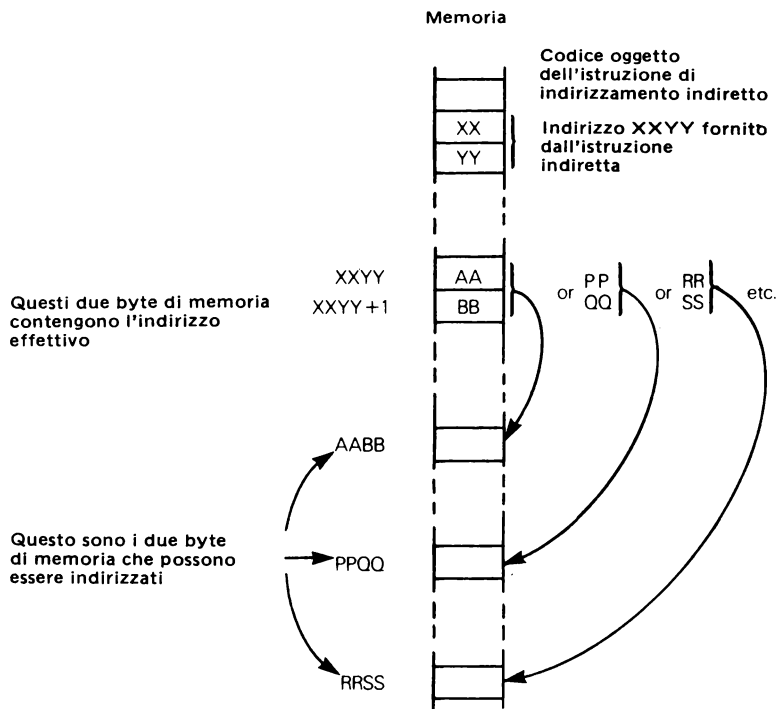 Memoria
Codice oggetto
dell'istruzione di
indirizzamento indiretto
XX
YY
Indirizzo XXYY fornito
dall'istruzione
indiretta
XXYY
XXYY+1
AA
BB
or PP
QQ
or RR
SS
etc.
Questi due byte di memoria
contengono l'indirizzo
effettivo
AABB
Questo sono i due byte
di memoria che possono
essere indirizzati
PPQQ
RRSS